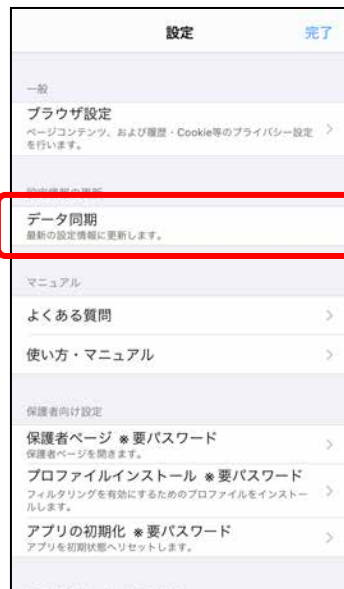 設定
完了
一般
ブラウザ設定
ページコンテンツ、および履歴・Cookie等のプライバシー設定
を行います。
設定情報の更新
データ同期
最新の設定情報に更新します。
マニュアル
よくある質問
使い方・マニュアル
保護者向け設定
保護者ページ ※要パスワード
保護者ページを開きます。
プロファイルインストール ※要パスワード
フィルタリングを有効にするためのプロファイルをインストー
ルします。
アプリの初期化 ※要パスワード
アプリを初期状態へリセットします。